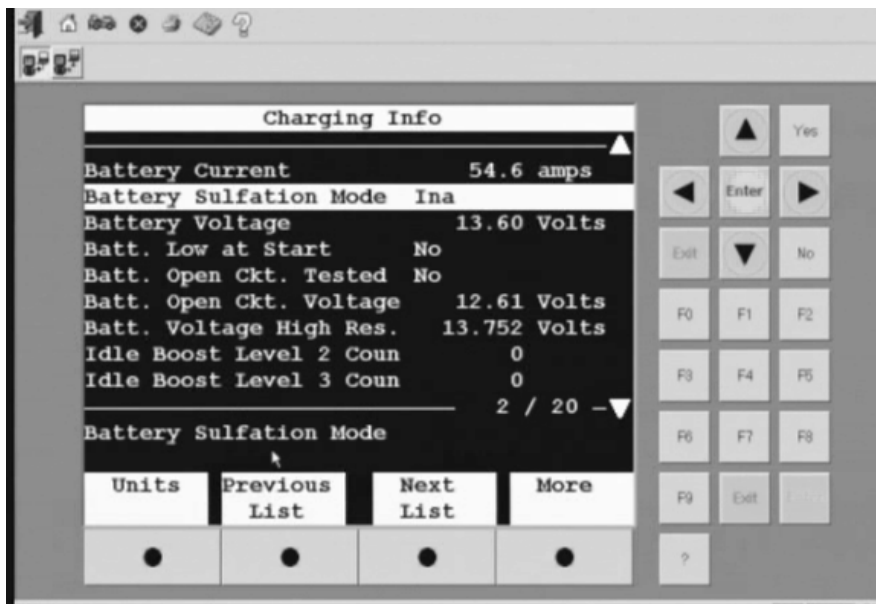 Charging Info
Battery Current 54.6 amps
Battery Sulfation Mode Ina
Battery Voltage 13.60 Volts
Batt. Low at Start No
Batt. Open Ckt. Tested No
Batt. Open Ckt. Voltage 12.61 Volts
Batt. Voltage High Res. 13.752 Volts
Idle Boost Level 2 Coun 0
Idle Boost Level 3 Coun 0
2 / 20
Battery Sulfation Mode
Units Previous Next More
List List
Yes
Enter
Exit No
F0 F1 F2
F3 F4 F5
F6 F7 F8
F9 Exit Enter
?